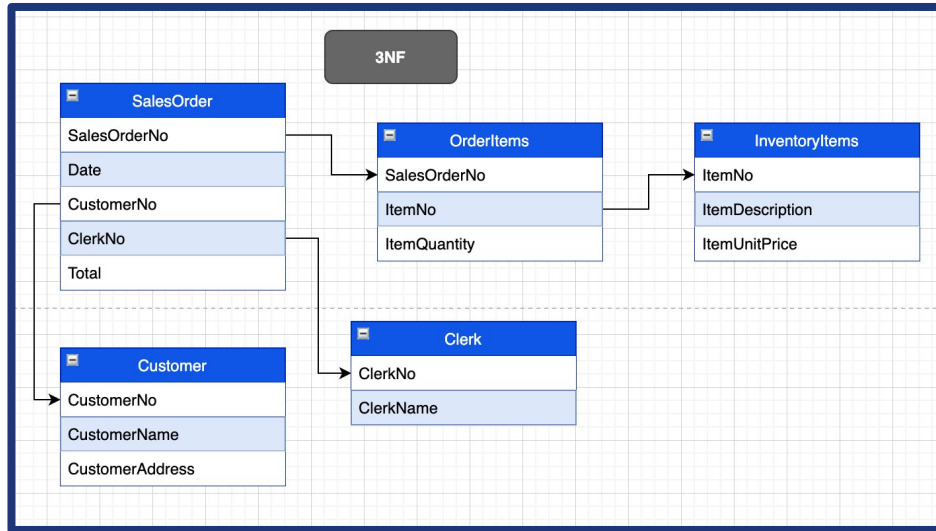 3NF
SalesOrder
SalesOrderNo
Date
CustomerNo
ClerkNo
Total
OrderItems
SalesOrderNo
ItemNo
ItemQuantity
InventoryItems
ItemNo
ItemDescription
ItemUnitPrice
Customer
CustomerNo
CustomerName
CustomerAddress
Clerk
ClerkNo
ClerkName